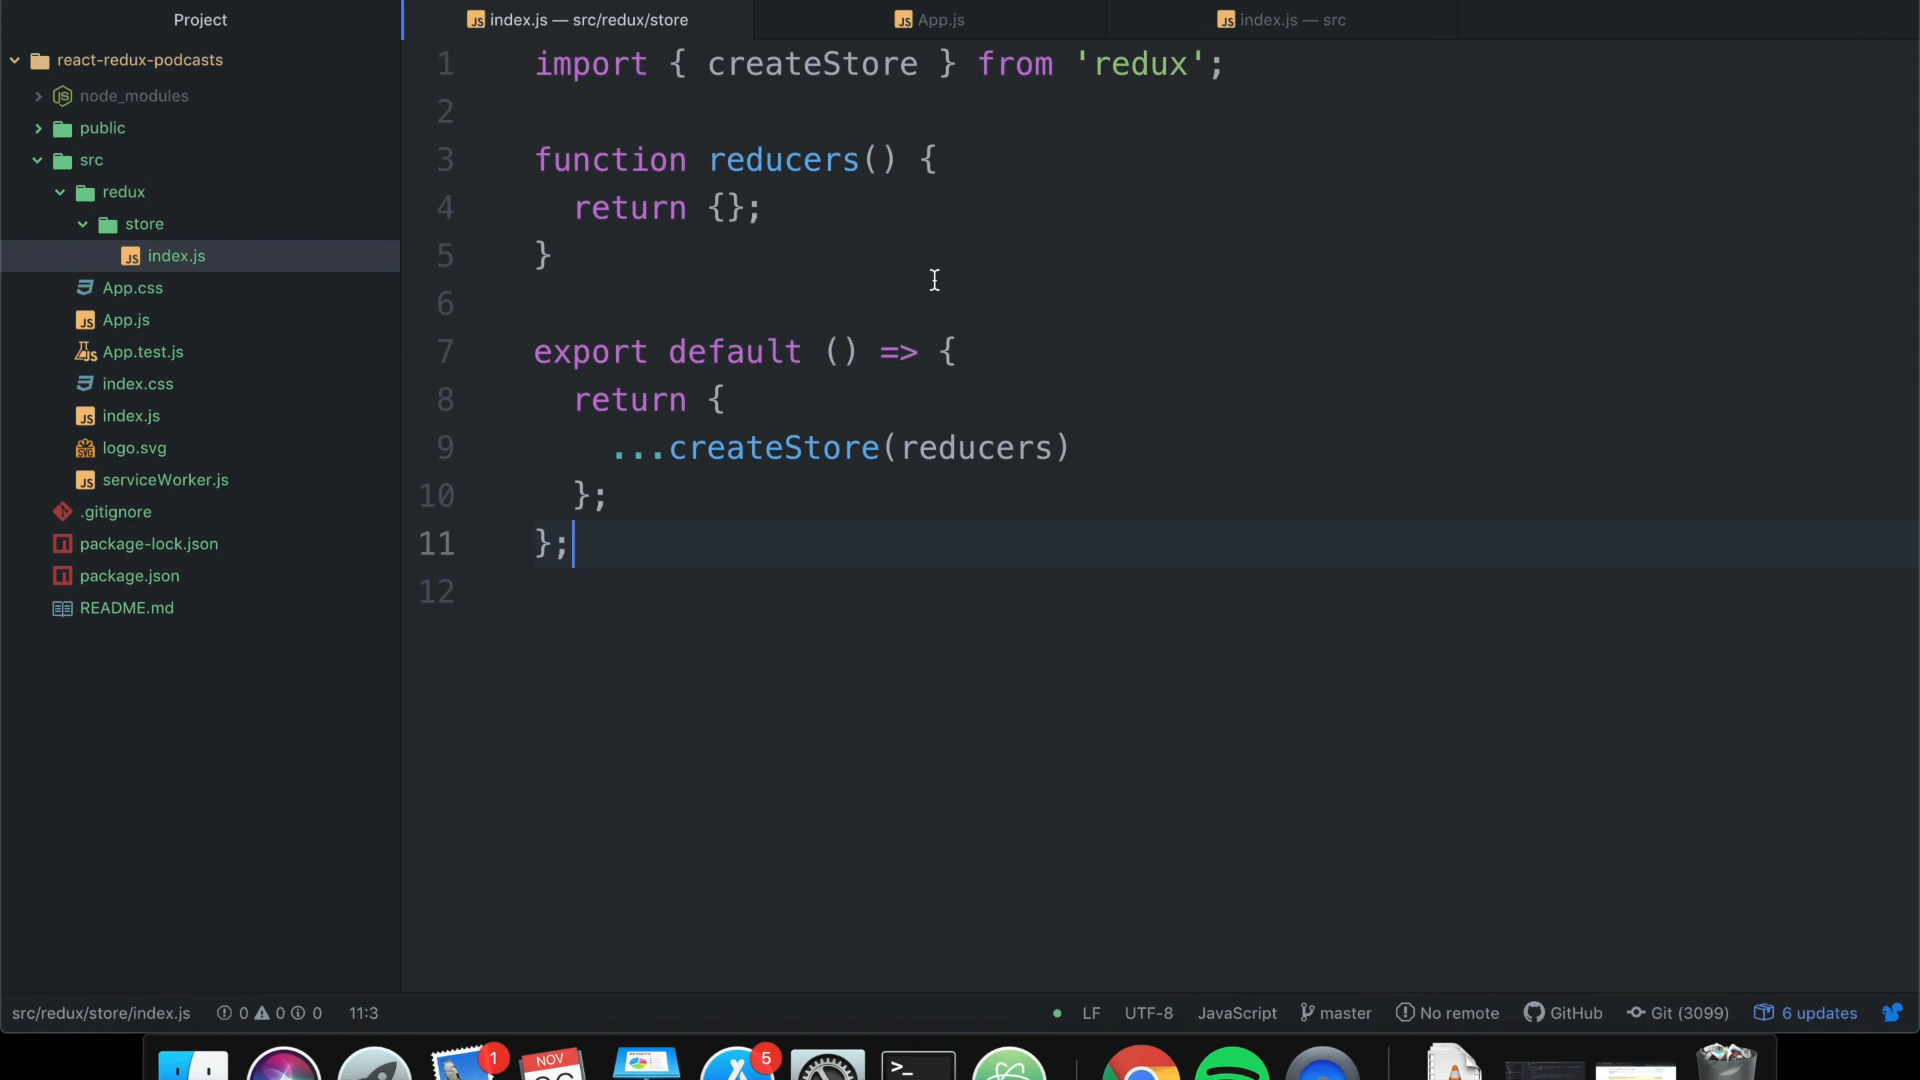 Project
index.js — src/redux/store
App.js
index.js — src
react-redux-podcasts
node_modules
public
src
redux
store
index.js
App.css
App.js
App.test.js
index.css
index.js
logo.svg
serviceWorker.js
.gitignore
package-lock.json
package.json
README.md
1 import { createStore } from 'redux';
2
3 function reducers() {
4 return {};
5 }
6
7 export default () => {
8 return {
9 ...createStore(reducers)
10 };
11 };
12
src/redux/store/index.js 0 0 0 11:3 LF UTF-8 JavaScript master No remote GitHub Git (3099) 6 updates
1 NOV 5 >_